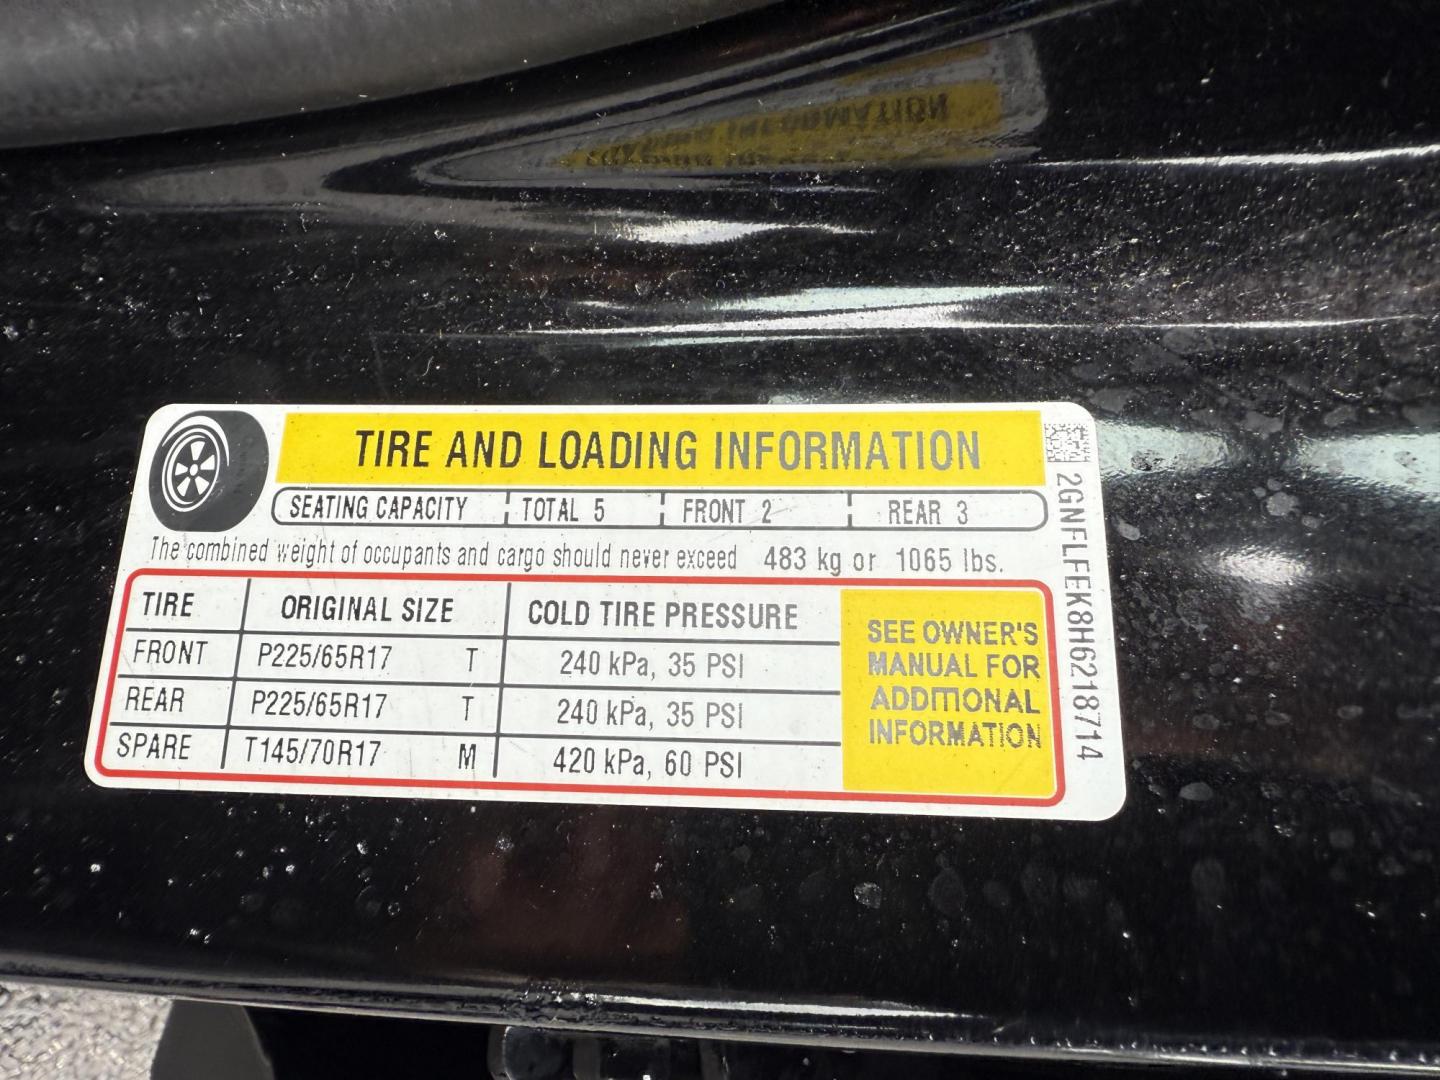 TIRE AND LOADING INFORMATION
SEATING CAPACITY TOTAL 5 FRONT 2 REAR 3
The combined weight of occupants and cargo should never exceed 483 kg or 1065 lbs.
TIRE ORIGINAL SIZE COLD TIRE PRESSURE
FRONT P225/65R17 T 240 kPa, 35 PSI
REAR P225/65R17 T 240 kPa, 35 PSI
SPARE T145/70R17 M 420 kPa, 60 PSI
SEE OWNER'S
MANUAL FOR
ADDITIONAL
INFORMATION
2GNFLFEK8H6218714